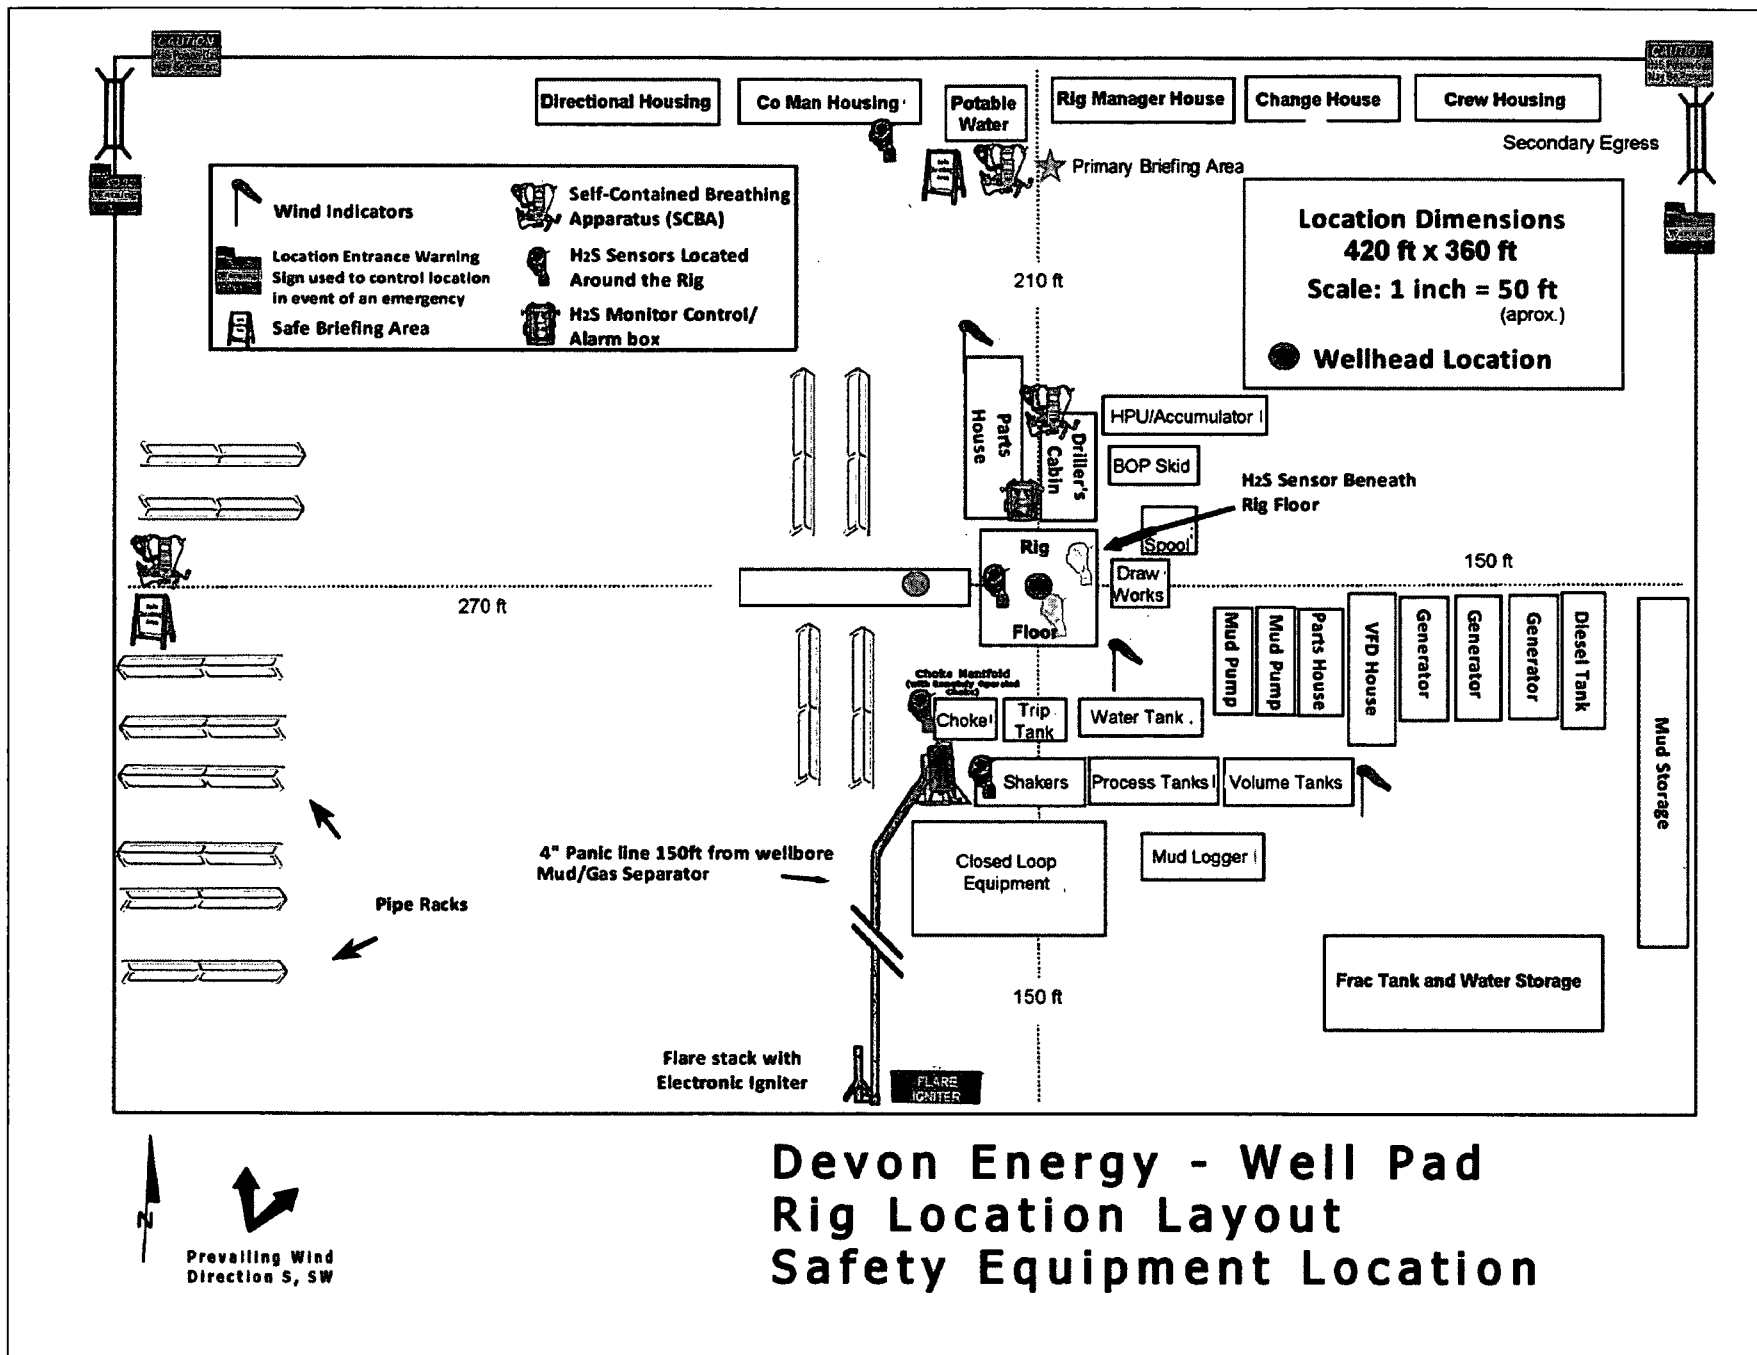 CAUTION
CAUTION
Directional Housing
Co Man Housing
Potable
Water
Rig Manager House
Change House
Crew Housing
Secondary Egress
Primary Briefing Area
Wind Indicators
Self-Contained Breathing
Apparatus (SCBA)
Location Entrance Warning
Sign used to control location
in event of an emergency
H2S Sensors Located
Around the Rig
Safe Briefing Area
H2S Monitor Control/
Alarm box
Location Dimensions
420 ft x 360 ft
Scale: 1 inch = 50 ft
(aprox.)
Wellhead Location
210 ft
Parts
House
Driller's
Cabin
HPU/Accumulator
BOP Skid
H2S Sensor Beneath
Rig Floor
Spool
Rig
Floor
Draw
Works
150 ft
270 ft
Mud Pump
Mud Pump
Parts House
VFD House
Generator
Generator
Generator
Diesel Tank
Mud Storage
Choke Manifold
(with Remotely Operated
Choke)
Choke
Trip
Tank
Water Tank
Shakers
Process Tanks
Volume Tanks
4" Panic line 150ft from wellbore
Mud/Gas Separator
Closed Loop
Equipment
Mud Logger
Pipe Racks
Frac Tank and Water Storage
150 ft
Flare stack with
Electronic Igniter
FLARE
IGNITER
N
Prevailing Wind
Direction S, SW
Devon Energy - Well Pad
Rig Location Layout
Safety Equipment Location